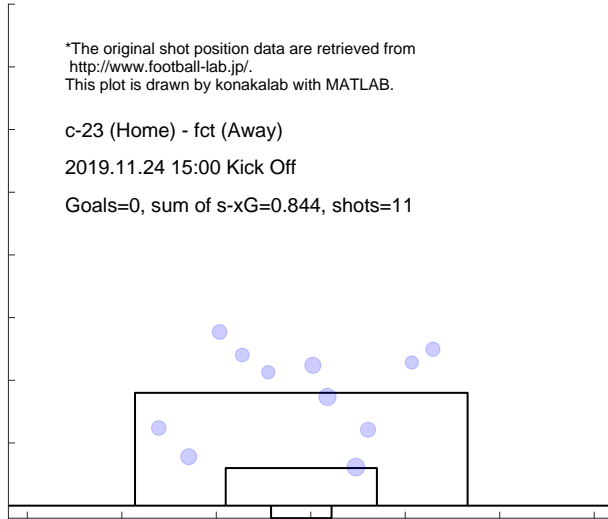 *The original shot position data are retrieved from
http://www.football-lab.jp/.
This plot is drawn by konakalab with MATLAB.
c-23 (Home) - fct (Away)
2019.11.24 15:00 Kick Off
Goals=0, sum of s-xG=0.844, shots=11